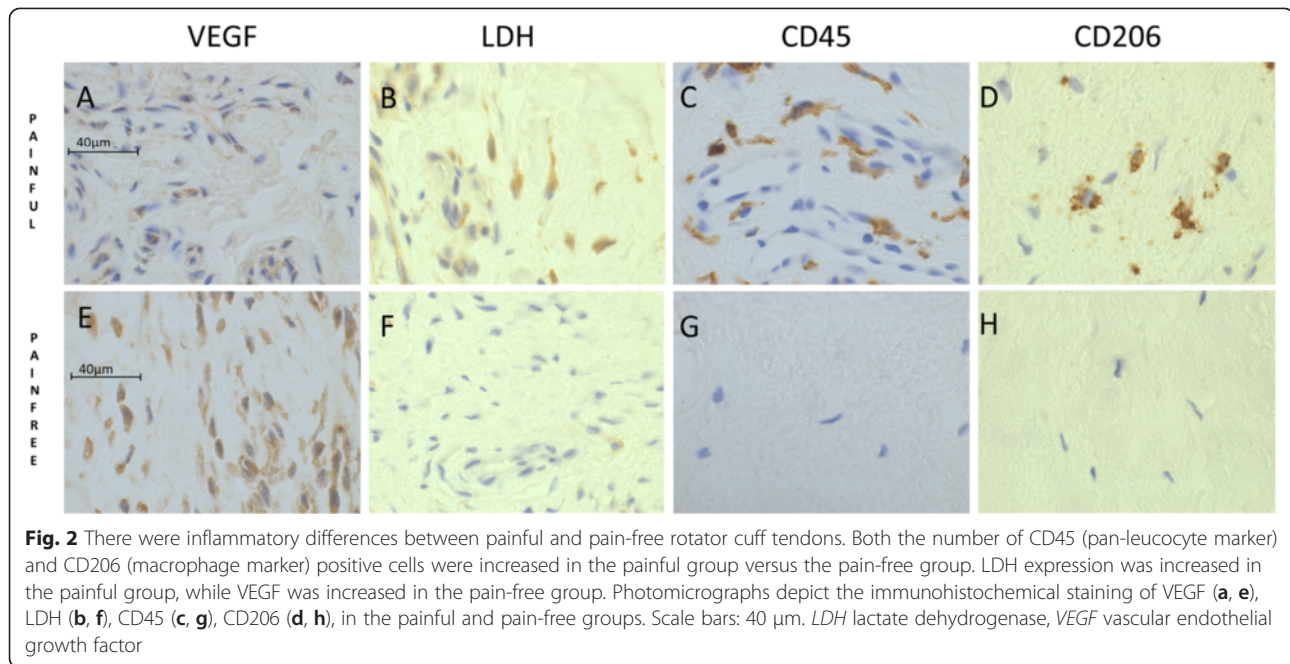 VEGF LDH CD45 CD206
PAINFUL
A B C D
40µm
PAINFREE
E F G H
40µm
Fig. 2 There were inflammatory differences between painful and pain-free rotator cuff tendons. Both the number of CD45 (pan-leucocyte marker)
and CD206 (macrophage marker) positive cells were increased in the painful group versus the pain-free group. LDH expression was increased in
the painful group, while VEGF was increased in the pain-free group. Photomicrographs depict the immunohistochemical staining of VEGF (a, e),
LDH (b, f), CD45 (c, g), CD206 (d, h), in the painful and pain-free groups. Scale bars: 40 µm. LDH lactate dehydrogenase, VEGF vascular endothelial
growth factor